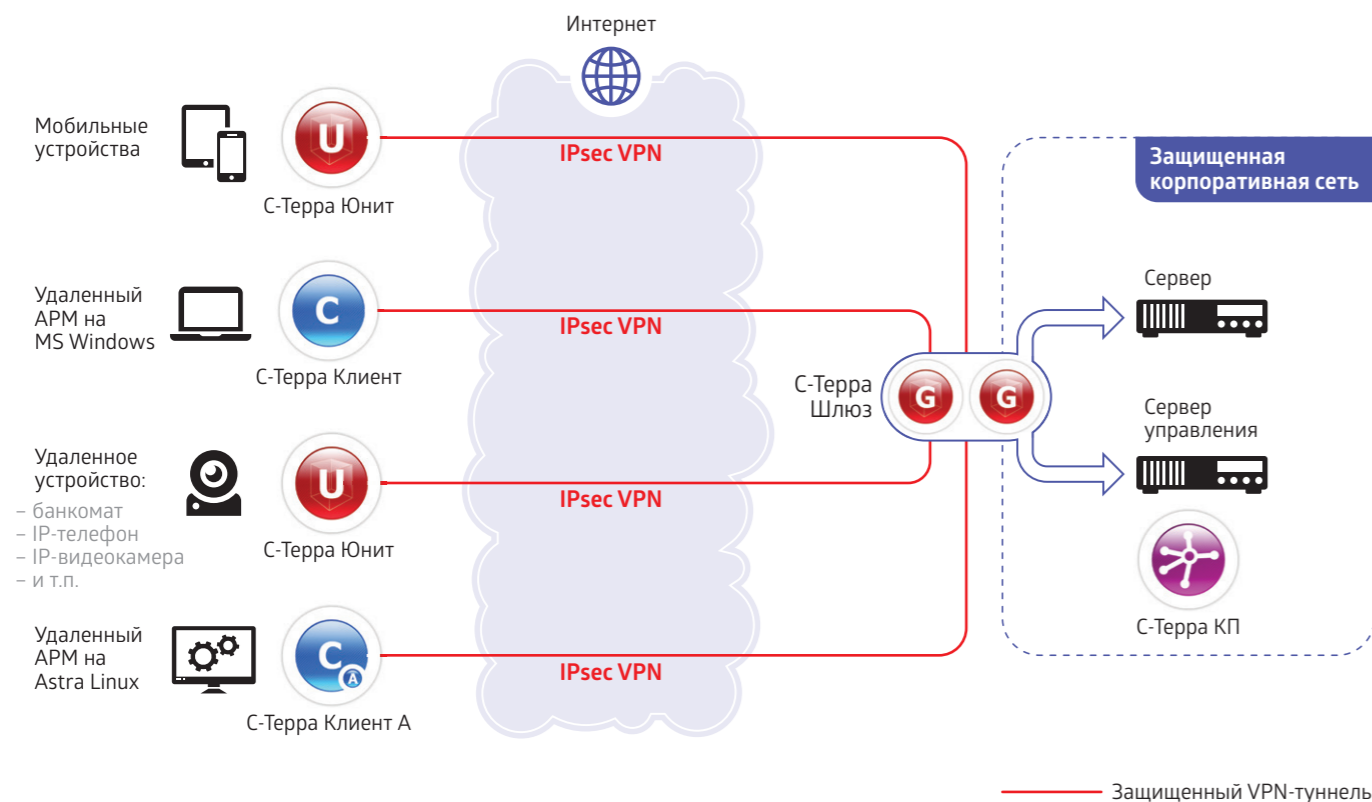 Интернет
Мобильные
устройства
U
С-Терра Юнит
IPsec VPN
Защищенная
корпоративная сеть
Удаленный
АРМ на
MS Windows
C
С-Терра Клиент
IPsec VPN
Сервер
С-Терра
Шлюз
G
G
Сервер
управления
Удаленное
устройство:
– банкомат
– IP-телефон
– IP-видеокамера
– и т.п.
U
С-Терра Юнит
IPsec VPN
С-Терра КП
Удаленный
АРМ на
Astra Linux
C
A
С-Терра Клиент А
IPsec VPN
Защищенный VPN-туннель